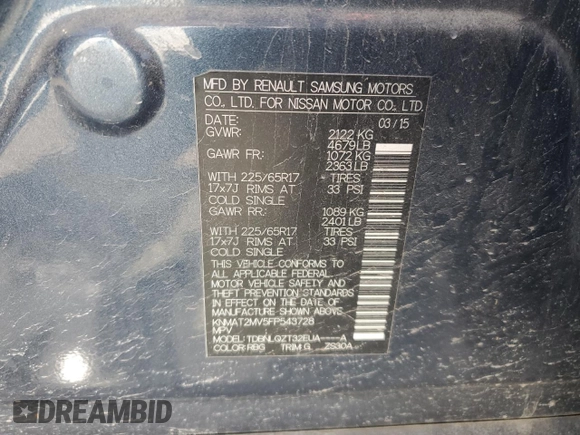 MFD BY RENAULT SAMSUNG MOTORS
CO., LTD. FOR NISSAN MOTOR CO., LTD.
DATE: 03/15
GVWR: 2122 KG
4679 LB
GAWR FR: 1072 KG
2363 LB
WITH 225/65R17 TIRES
17x7J RIMS AT 33 PSI
COLD SINGLE
GAWR RR: 1089 KG
2401 LB
WITH 225/65R17 TIRES
17x7J RIMS AT 33 PSI
COLD SINGLE
THIS VEHICLE CONFORMS TO
ALL APPLICABLE FEDERAL
MOTOR VEHICLE SAFETY AND
THEFT PREVENTION STANDARDS
IN EFFECT ON THE DATE OF
MANUFACTURE SHOWN ABOVE.
KNMAT2MV5FP543728
MPV
MODEL: TDBNLQZT32EUA-----A
COLOR: RBG TRIM: G ZS30A
DREAMBID